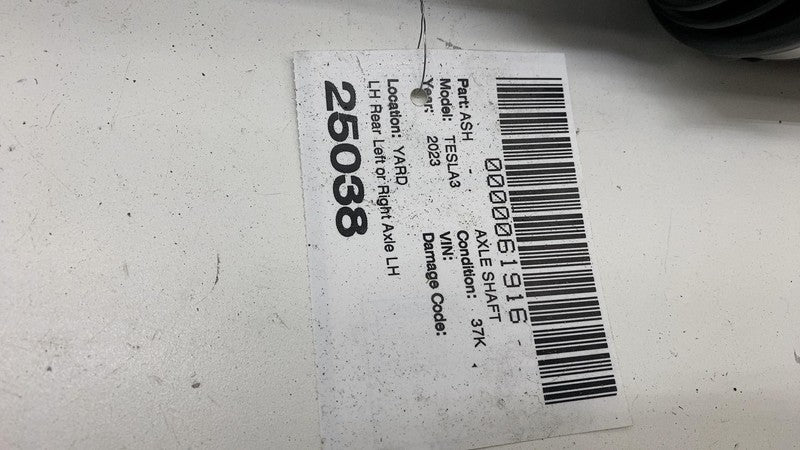 0000061916
Part: ASH - AXLE SHAFT
Model: TESLA3 Condition: 37K
Year: 2023 VIN:
Damage Code:
Location: YARD
LH Rear Left or Right Axle LH
25038